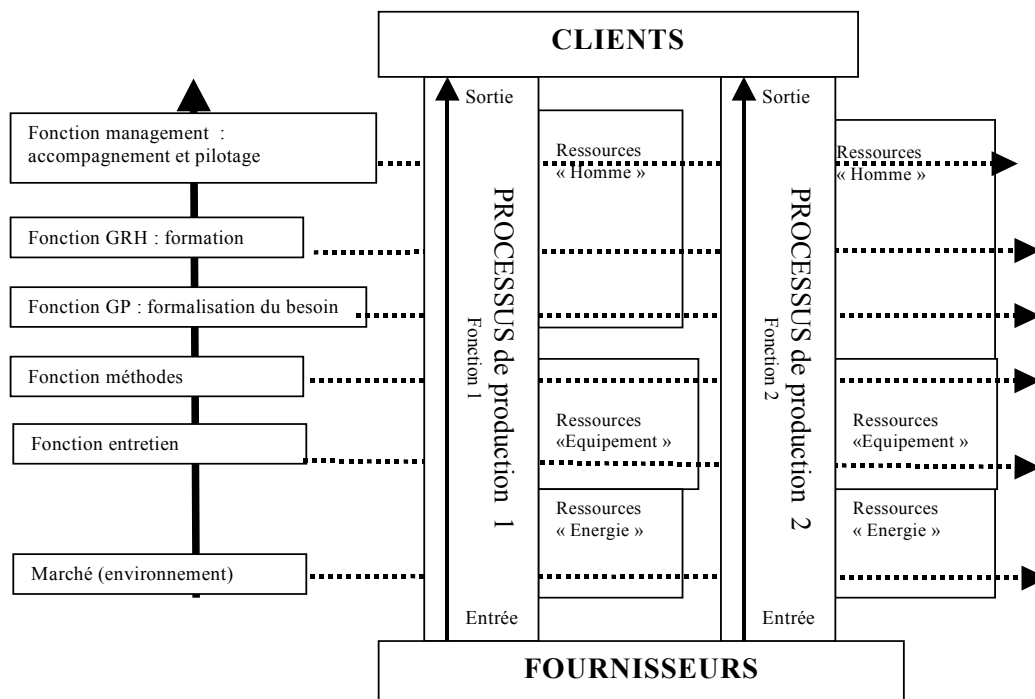 CLIENTS
Sortie
Sortie
Fonction management :
accompagnement et pilotage
Ressources
« Homme »
Ressources
« Homme »
Fonction GRH : formation
Fonction GP : formalisation du besoin
Fonction méthodes
Fonction entretien
Marché (environnement)
PROCESSUS de production 1
Fonction 1
PROCESSUS de production 2
Fonction 2
Ressources
«Equipement »
Ressources
«Equipement »
Ressources
« Energie »
Ressources
« Energie »
Entrée
Entrée
FOURNISSEURS